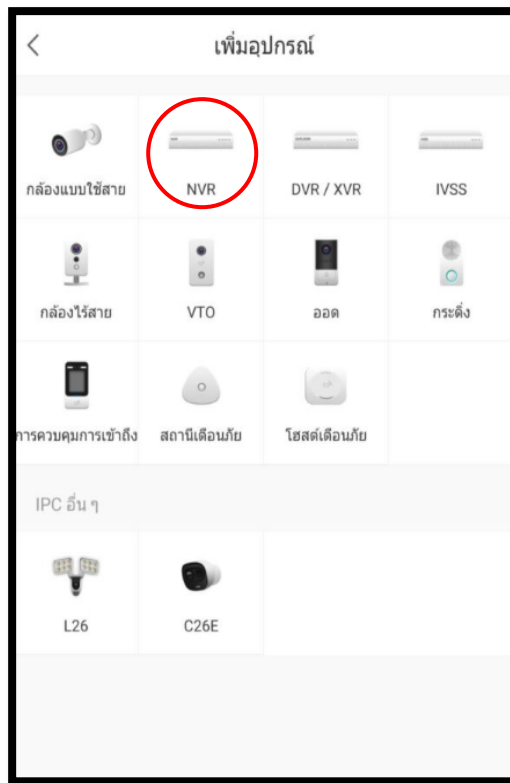 เพิ่มอุปกรณ์
กล้องแบบใช้สาย NVR DVR / XVR IVSS
กล้องไร้สาย VTO ออด กระดิ่ง
การควบคุมการเข้าถึง สถานีเตือนภัย โฮสต์เตือนภัย
IPC อื่น ๆ
L26 C26E